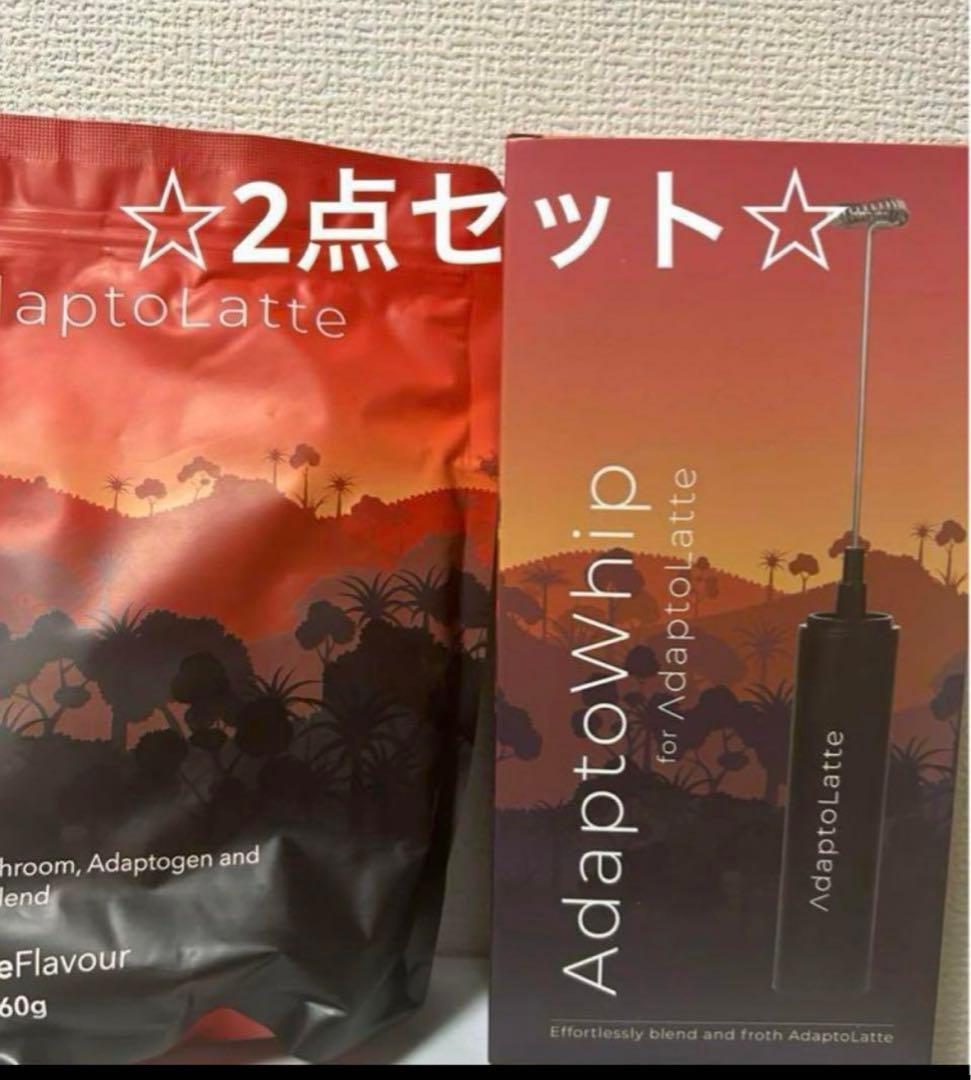 ☆2点セット☆
daptoLatte
hroom, Adaptogen and
lend
eFlavour
60g
AdaptoWhip
for AdaptoLatte
AdaptoLatte
Effortlessly blend and froth AdaptoLatte